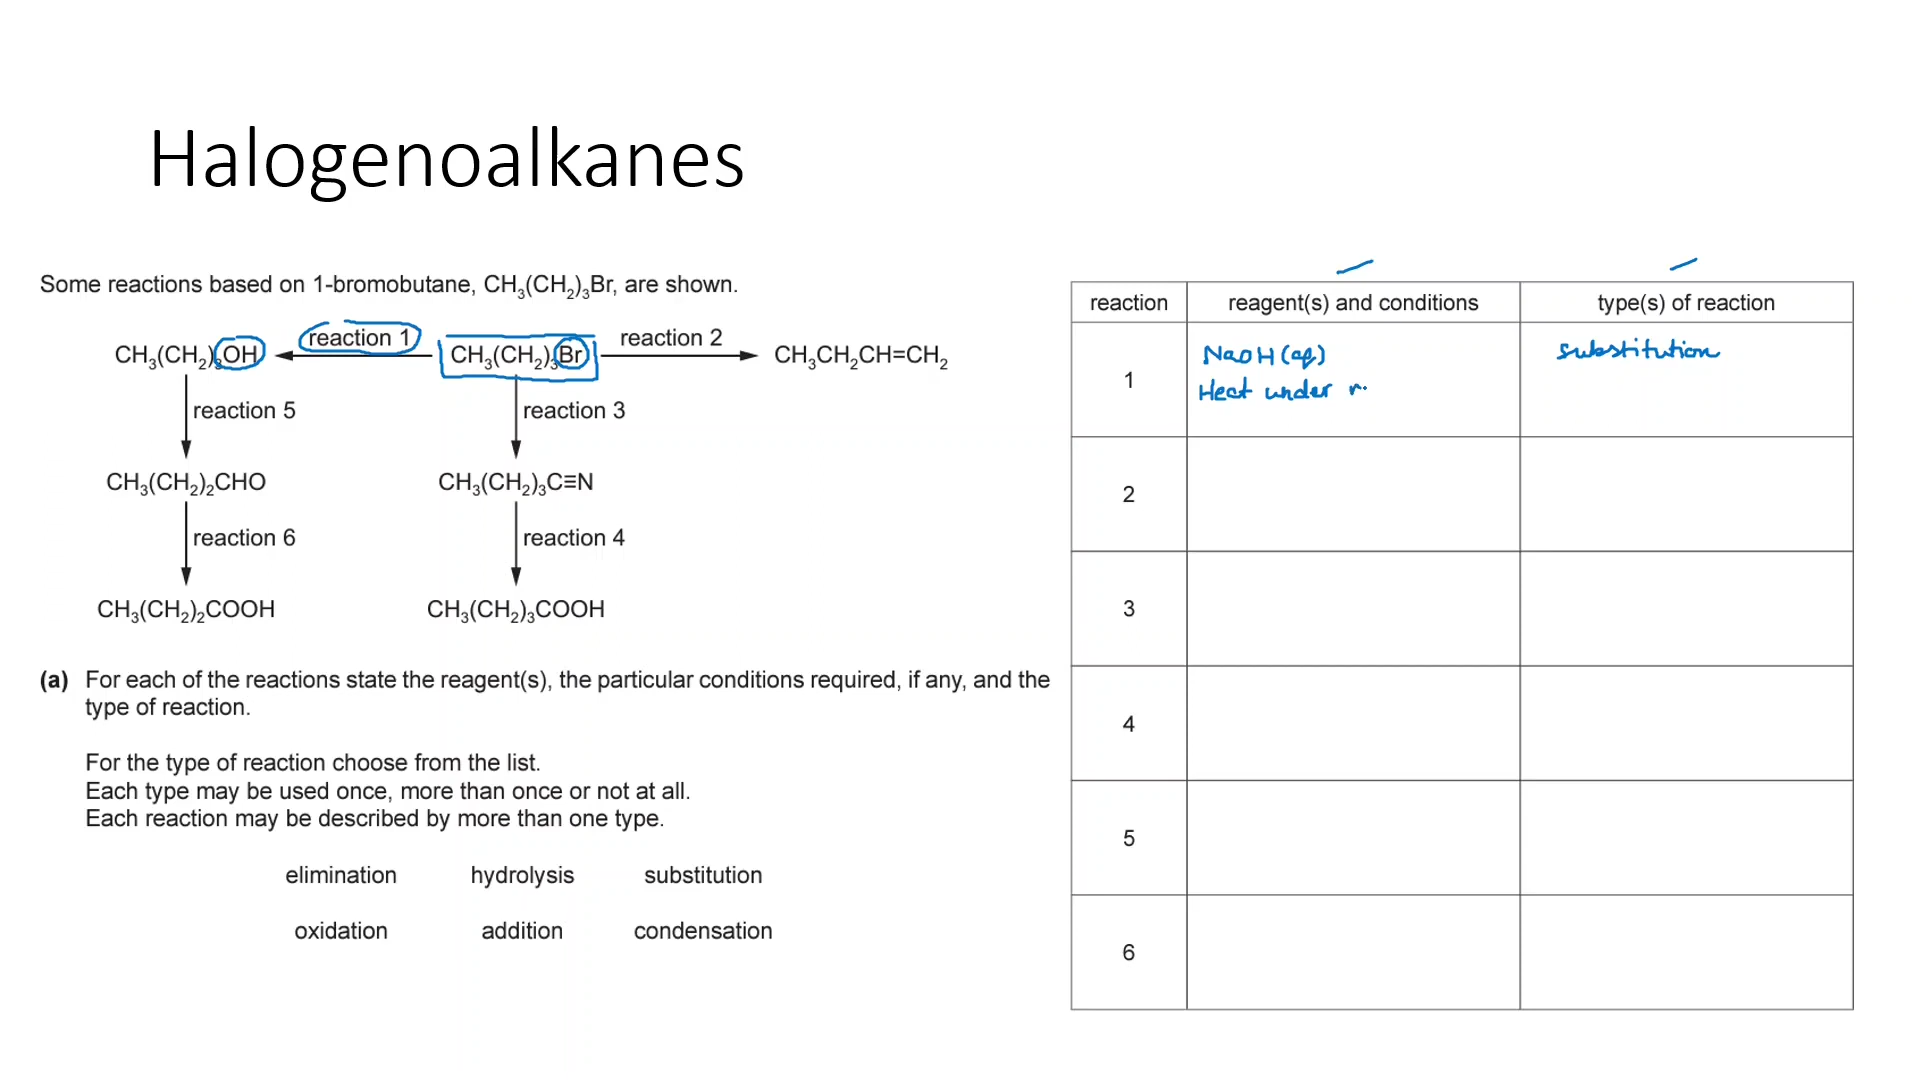 Halogenoalkanes
Some reactions based on 1-bromobutane, CH₃(CH₂)₃Br, are shown.
CH₃(CH₂)₃OH reaction 1 CH₃(CH₂)₃Br reaction 2 CH₃CH₂CH=CH₂
reaction 5 reaction 3
CH₃(CH₂)₂CHO CH₃(CH₂)₃C≡N
reaction 6 reaction 4
CH₃(CH₂)₂COOH CH₃(CH₂)₃COOH
(a) For each of the reactions state the reagent(s), the particular conditions required, if any, and the
type of reaction.
For the type of reaction choose from the list.
Each type may be used once, more than once or not at all.
Each reaction may be described by more than one type.
elimination hydrolysis substitution
oxidation addition condensation
reaction reagent(s) and conditions type(s) of reaction
1 NaOH (aq) substitution
Heat under r
2
3
4
5
6